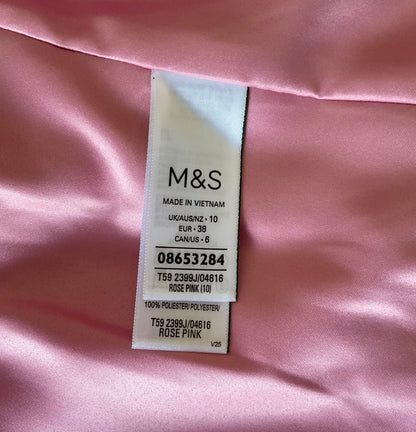 M&S
MADE IN VIETNAM
UK/AUS/NZ • 10
EUR • 38
CAN/US • 6
08653284
T59 2399J/04616
ROSE PINK (10)
100% POLIESTER/ POLYESTER/
T59 2399J/04616
ROSE PINK
V25